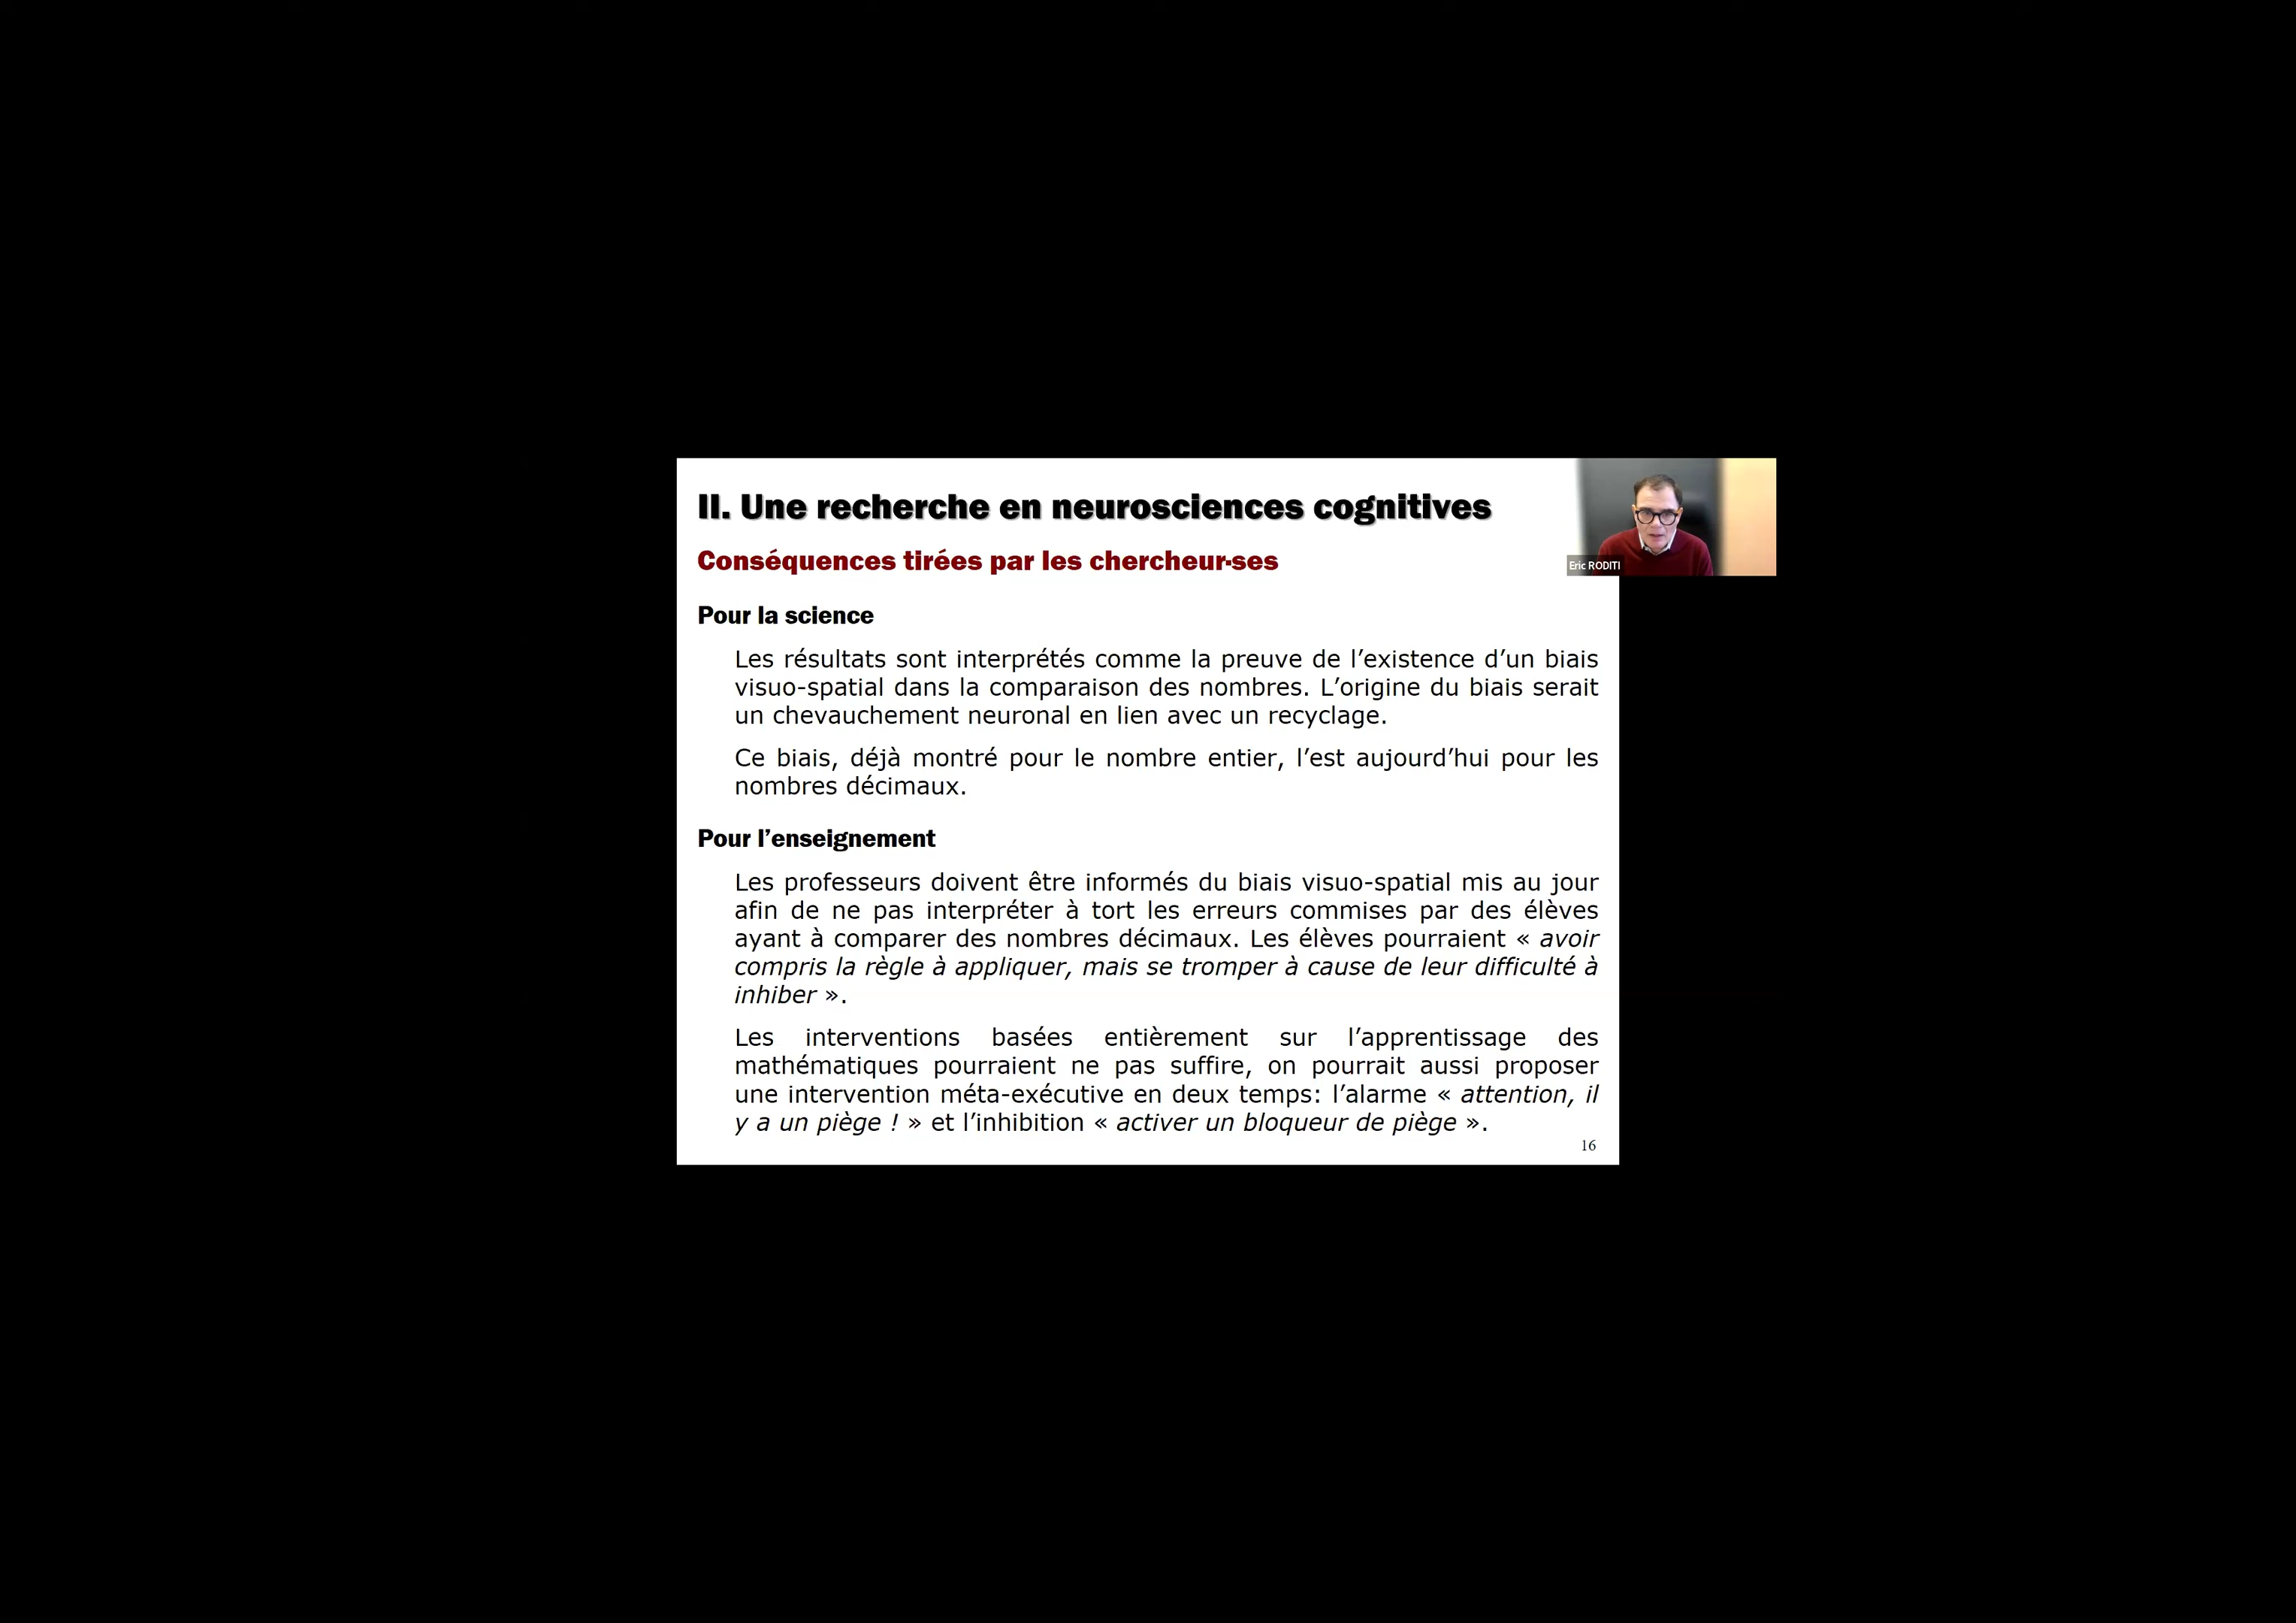 II. Une recherche en neurosciences cognitives
Conséquences tirées par les chercheur·ses
Eric RODITI
Pour la science
Les résultats sont interprétés comme la preuve de l’existence d’un biais
visuo-spatial dans la comparaison des nombres. L’origine du biais serait
un chevauchement neuronal en lien avec un recyclage.
Ce biais, déjà montré pour le nombre entier, l’est aujourd’hui pour les
nombres décimaux.
Pour l’enseignement
Les professeurs doivent être informés du biais visuo-spatial mis au jour
afin de ne pas interpréter à tort les erreurs commises par des élèves
ayant à comparer des nombres décimaux. Les élèves pourraient « avoir
compris la règle à appliquer, mais se tromper à cause de leur difficulté à
inhiber ».
Les interventions basées entièrement sur l’apprentissage des
mathématiques pourraient ne pas suffire, on pourrait aussi proposer
une intervention méta-exécutive en deux temps: l’alarme « attention, il
y a un piège ! » et l’inhibition « activer un bloqueur de piège ».
16